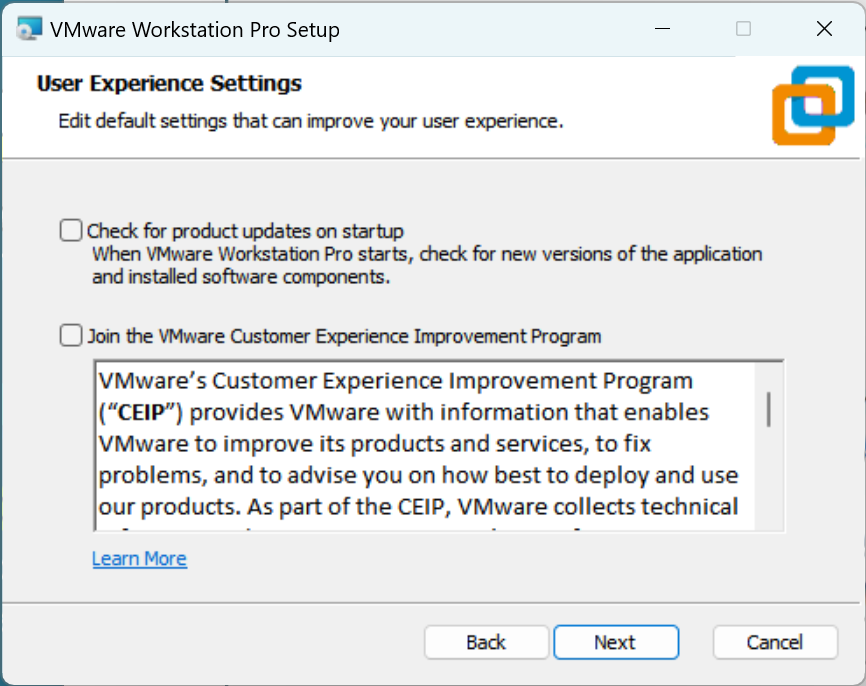 VMware Workstation Pro Setup
User Experience Settings
Edit default settings that can improve your user experience.
Check for product updates on startup
When VMware Workstation Pro starts, check for new versions of the application
and installed software components.
Join the VMware Customer Experience Improvement Program
VMware’s Customer Experience Improvement Program
(“CEIP”) provides VMware with information that enables
VMware to improve its products and services, to fix
problems, and to advise you on how best to deploy and use
our products. As part of the CEIP, VMware collects technical
Learn More
Back
Next
Cancel